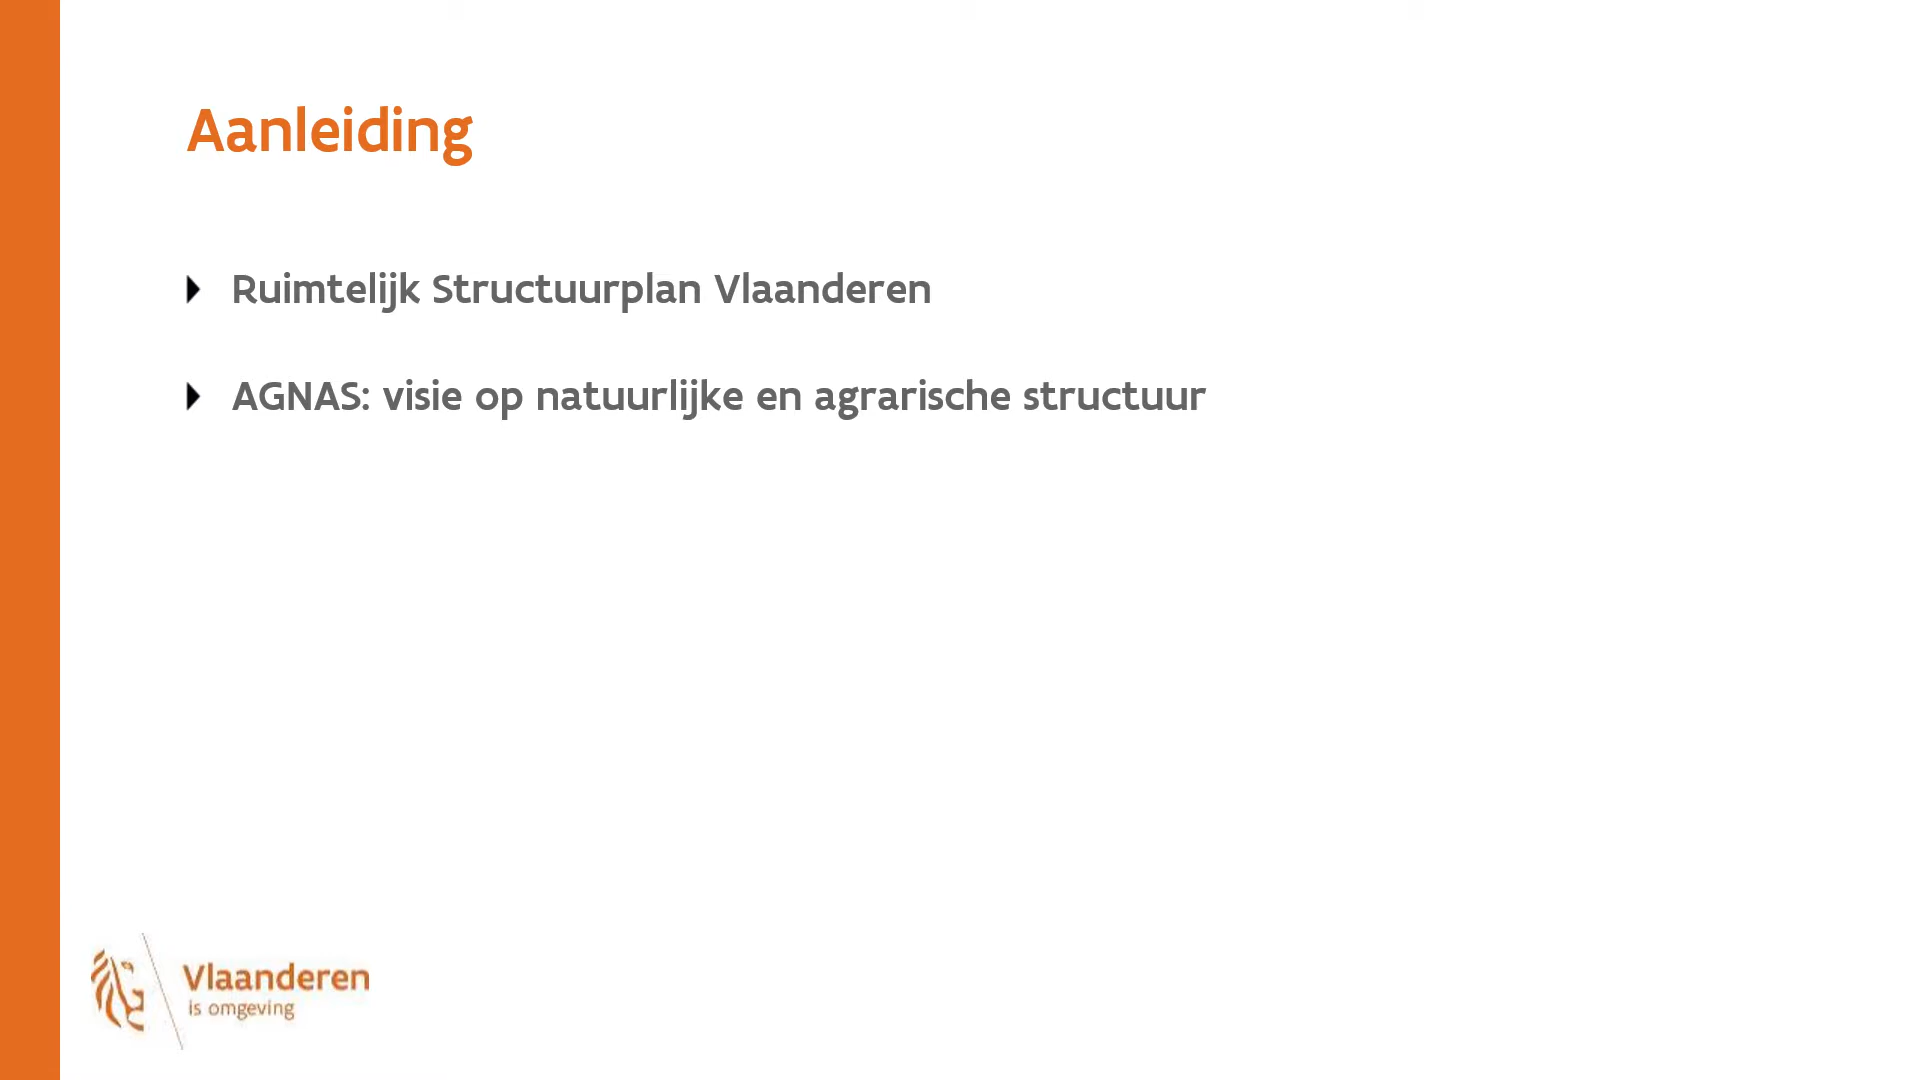 Aanleiding
Ruimtelijk Structuurplan Vlaanderen
AGNAS: visie op natuurlijke en agrarische structuur
Vlaanderen
is omgeving